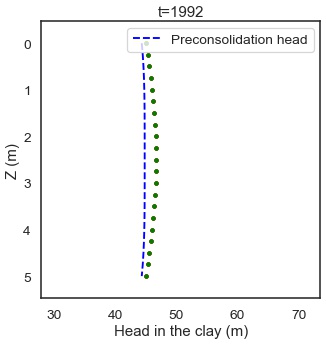 t=1992
Preconsolidation head
0
1
2
3
4
5
Z (m)
30 40 50 60 70
Head in the clay (m)